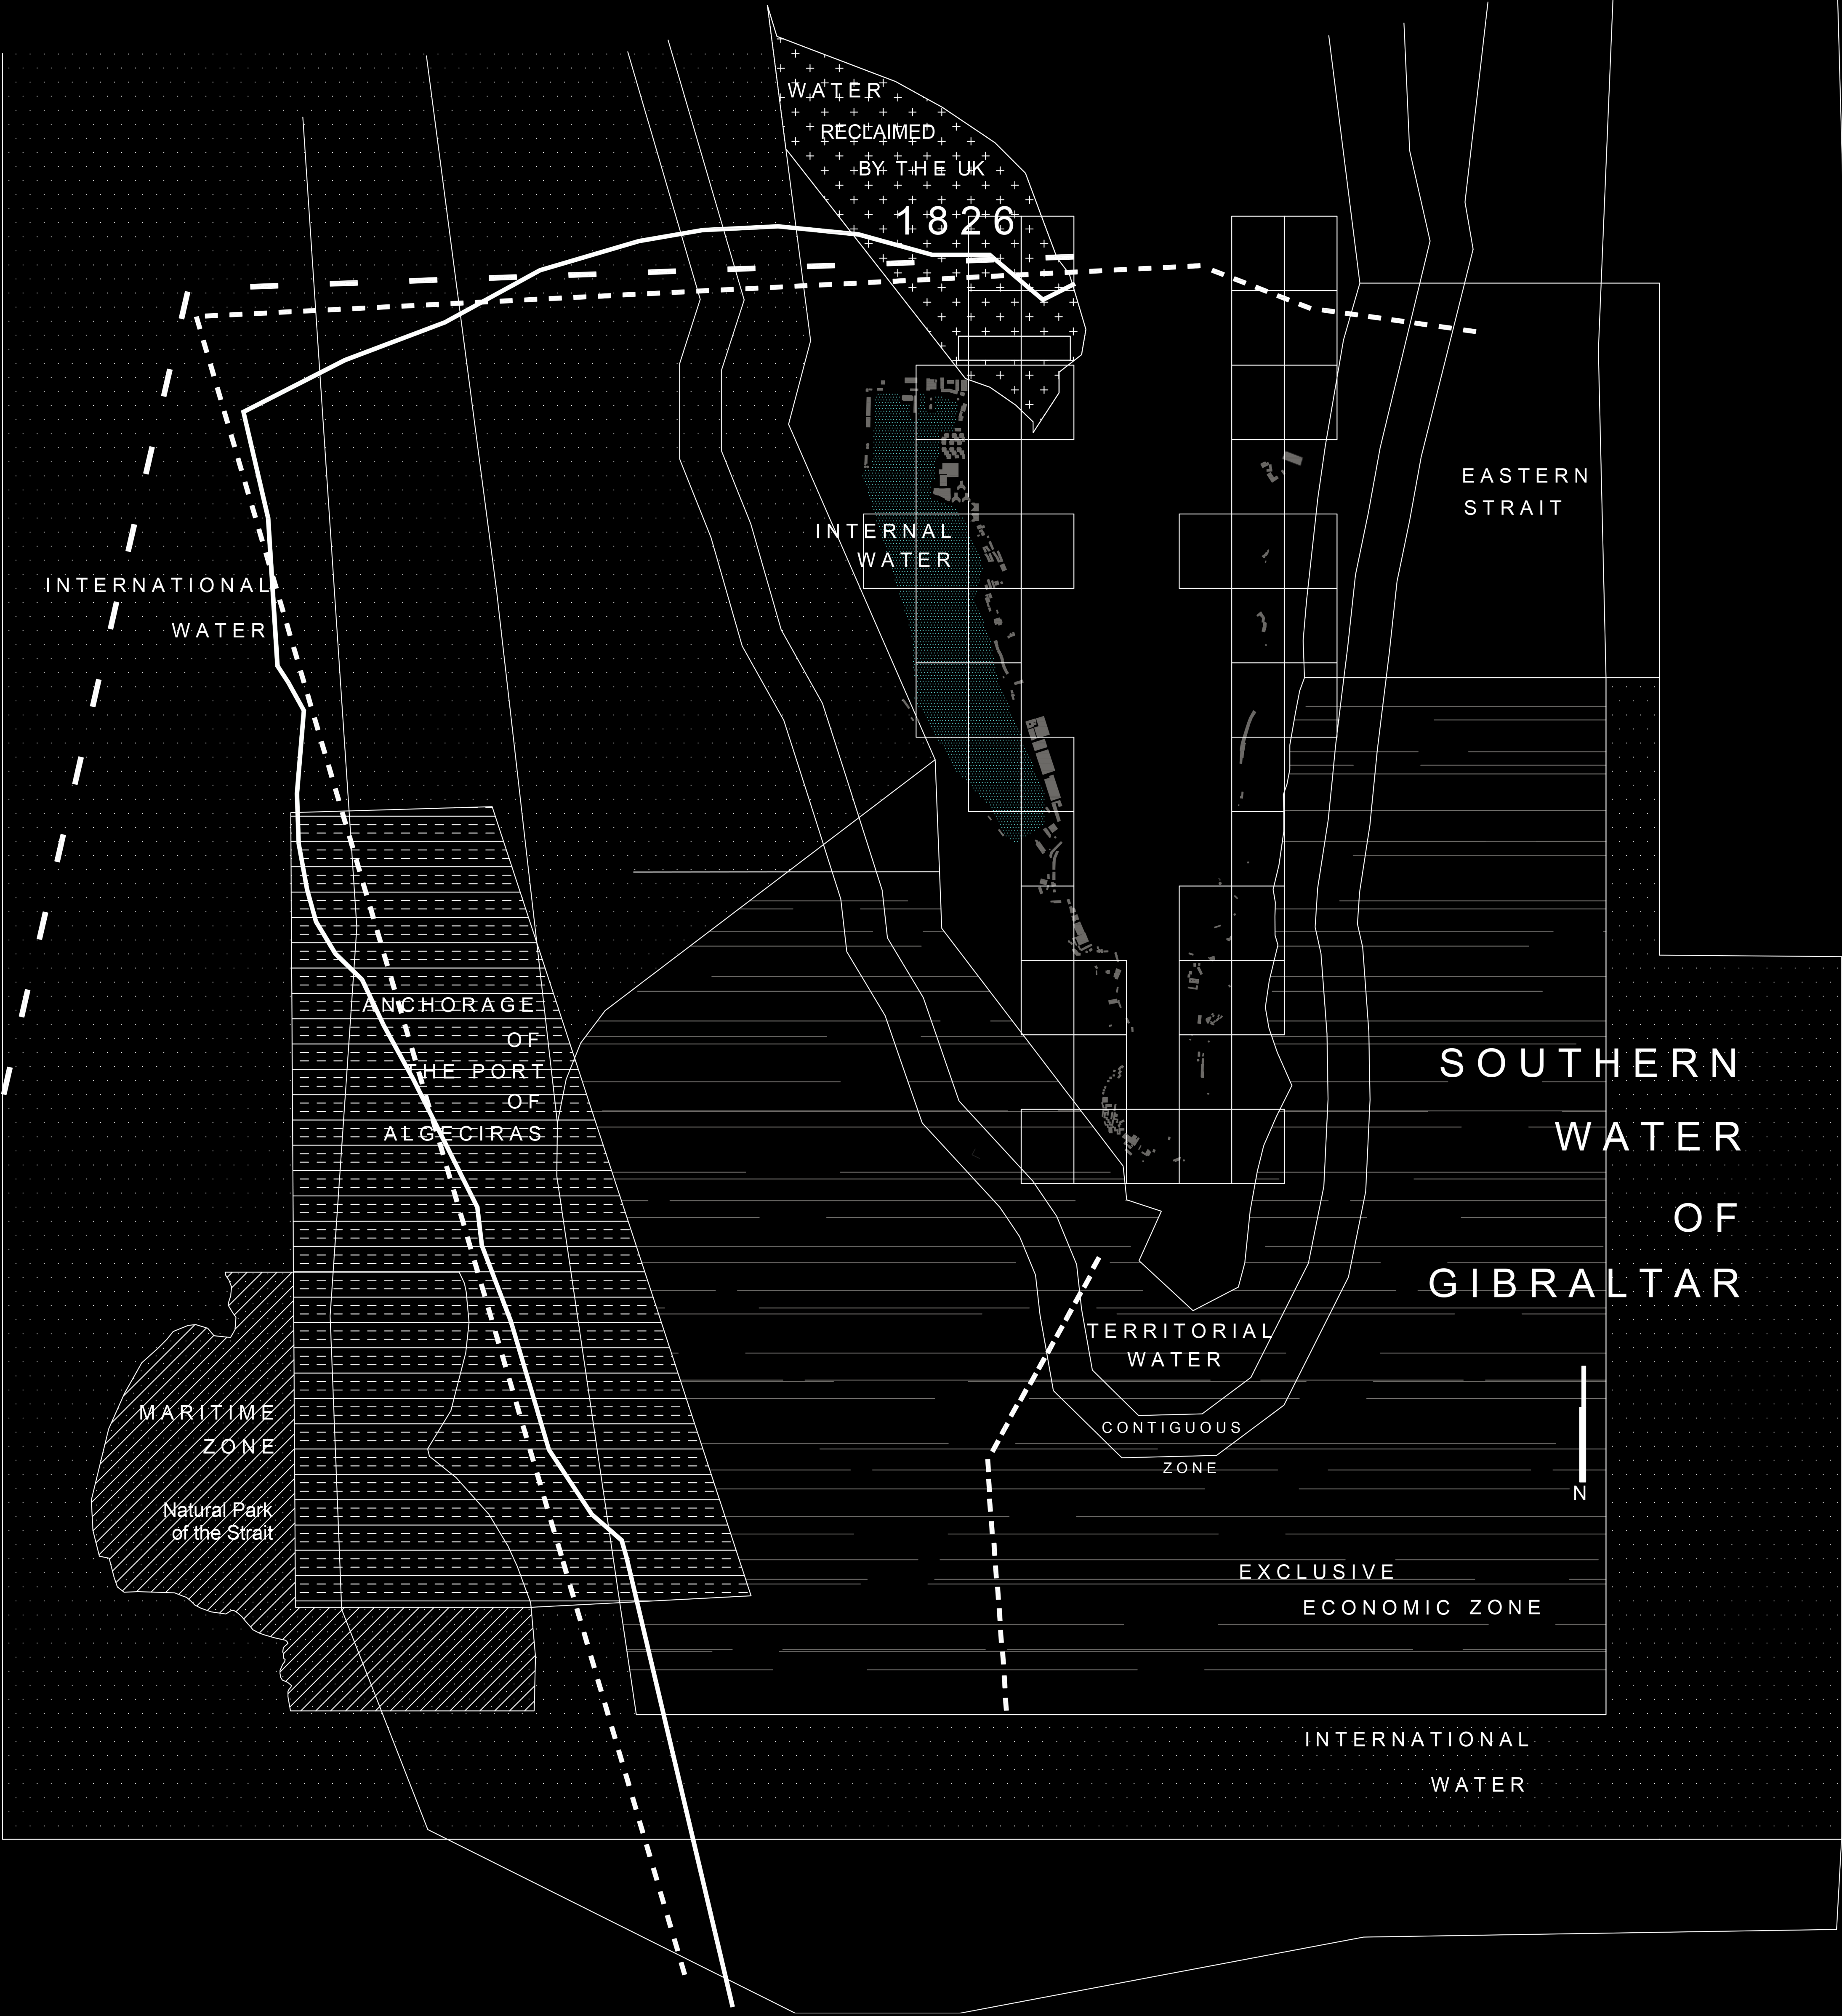 WATER
RECLAIMED
BY THE UK
1826
EASTERN
STRAIT
INTERNAL
WATER
INTERNATIONAL
WATER
ANCHORAGE
OF
THE PORT
OF
ALGECIRAS
SOUTHERN
WATER
OF
GIBRALTAR
TERRITORIAL
WATER
CONTIGUOUS
ZONE
MARITIME
ZONE
Natural Park
of the Strait
N
EXCLUSIVE
ECONOMIC ZONE
INTERNATIONAL
WATER